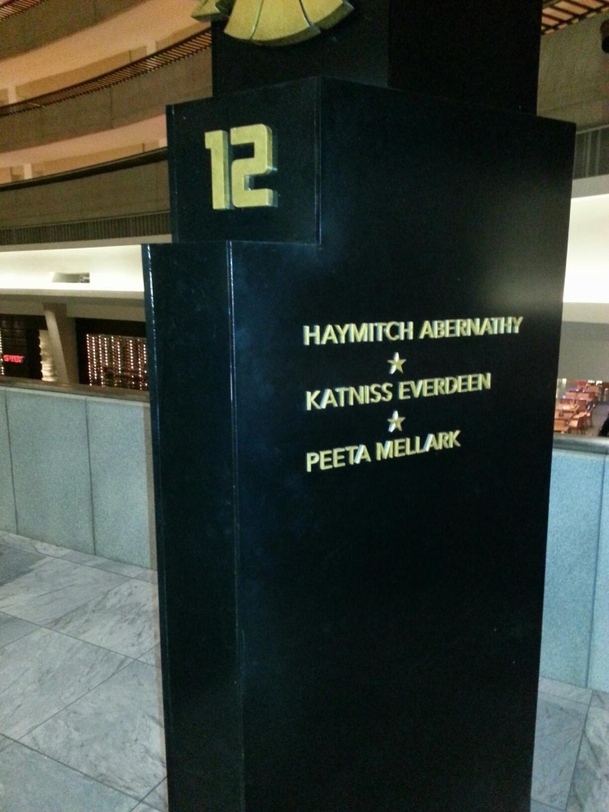 12
HAYMITCH ABERNATHY
KATNISS EVERDEEN
PEETA MELLARK